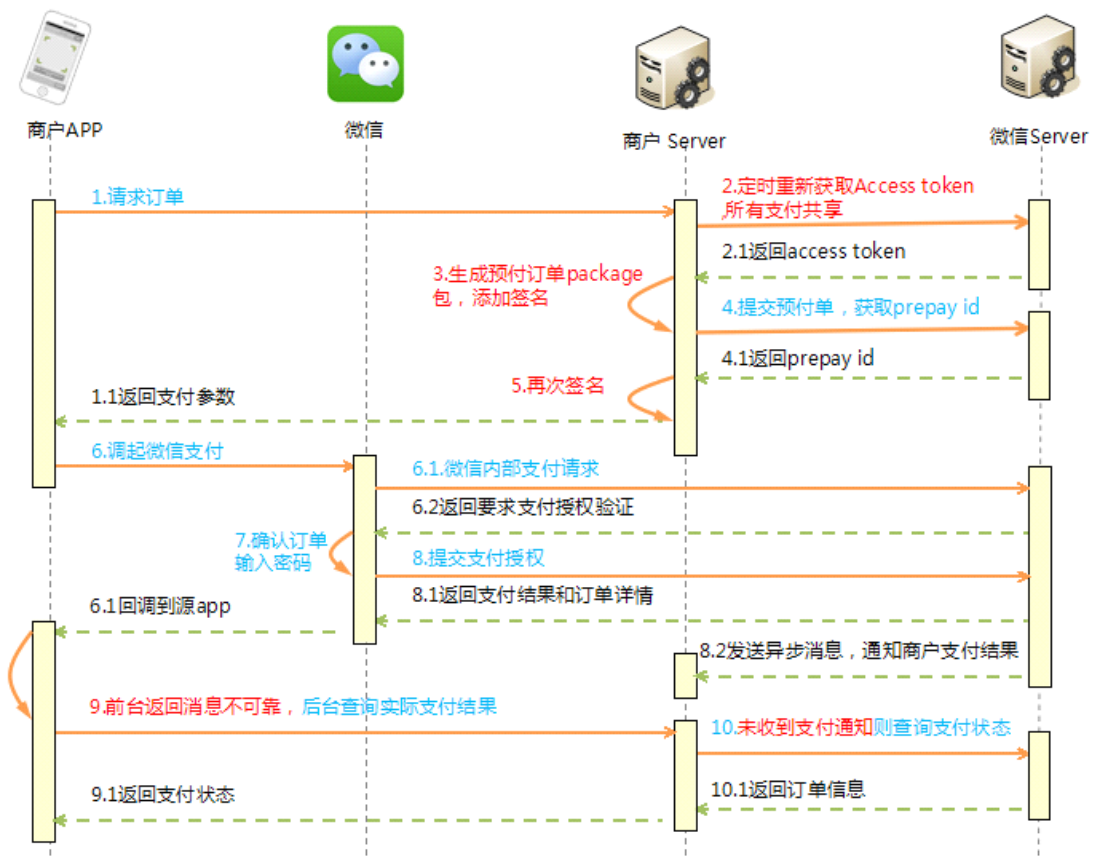 商户APP
微信
商户 Server
微信Server
1.请求订单
2.定时重新获取Access token
,所有支付共享
2.1返回access token
3.生成预付订单package
包，添加签名
4.提交预付单，获取prepay id
4.1返回prepay id
5.再次签名
1.1返回支付参数
6.调起微信支付
6.1.微信内部支付请求
6.2返回要求支付授权验证
7.确认订单
输入密码
8.提交支付授权
8.1返回支付结果和订单详情
6.1回调到源app
8.2发送异步消息，通知商户支付结果
9.前台返回消息不可靠，后台查询实际支付结果
10.未收到支付通知则查询支付状态
10.1返回订单信息
9.1返回支付状态